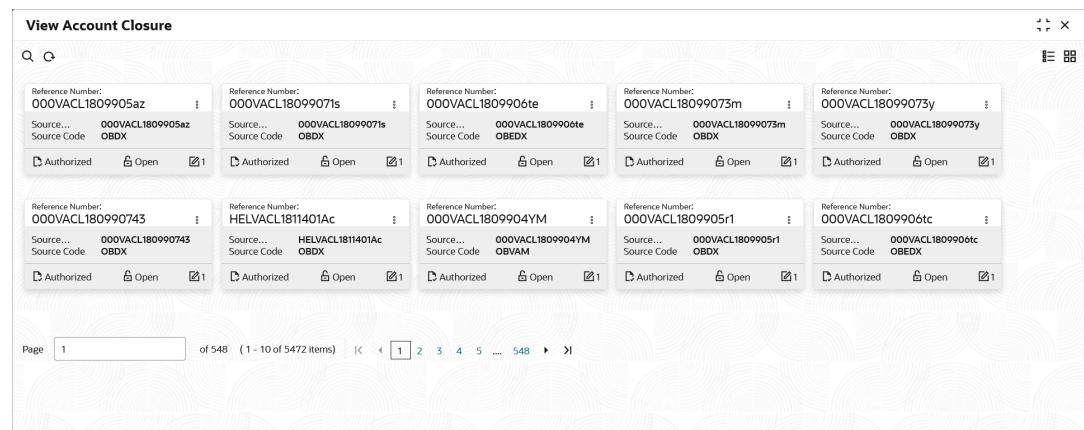 View Account Closure
Reference Number: Reference Number: Reference Number: Reference Number: Reference Number:
000VACL1809905az 000VACL18099071s 000VACL1809906te 000VACL18099073m 000VACL18099073y
Source... 000VACL1809905az Source... 000VACL18099071s Source... 000VACL1809906te Source... 000VACL18099073m Source... 000VACL18099073y
Source Code OBDX Source Code OBDX Source Code OBEDX Source Code OBDX Source Code OBDX
Authorized Open 1 Authorized Open 1 Authorized Open 1 Authorized Open 1 Authorized Open 1
Reference Number: Reference Number: Reference Number: Reference Number: Reference Number:
000VACL180990743 HELVACL1811401Ac 000VACL1809904YM 000VACL1809905r1 000VACL1809906tc
Source... 000VACL180990743 Source... HELVACL1811401Ac Source... 000VACL1809904YM Source... 000VACL1809905r1 Source... 000VACL1809906tc
Source Code OBDX Source Code OBDX Source Code OBVAM Source Code OBDX Source Code OBEDX
Authorized Open 1 Authorized Open 1 Authorized Open 1 Authorized Open 1 Authorized Open 1
Page 1 of 548 ( 1 - 10 of 5472 items) 1 2 3 4 5 .... 548